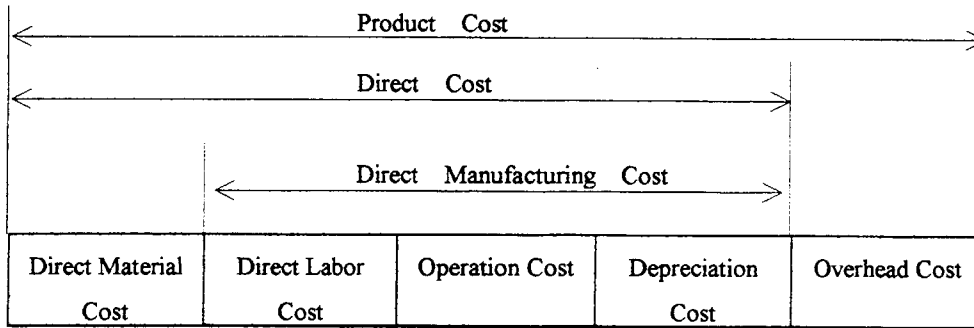 Product Cost
Direct Cost
Direct Manufacturing Cost
Direct Material Direct Labor Operation Cost Depreciation Overhead Cost
Cost Cost Cost